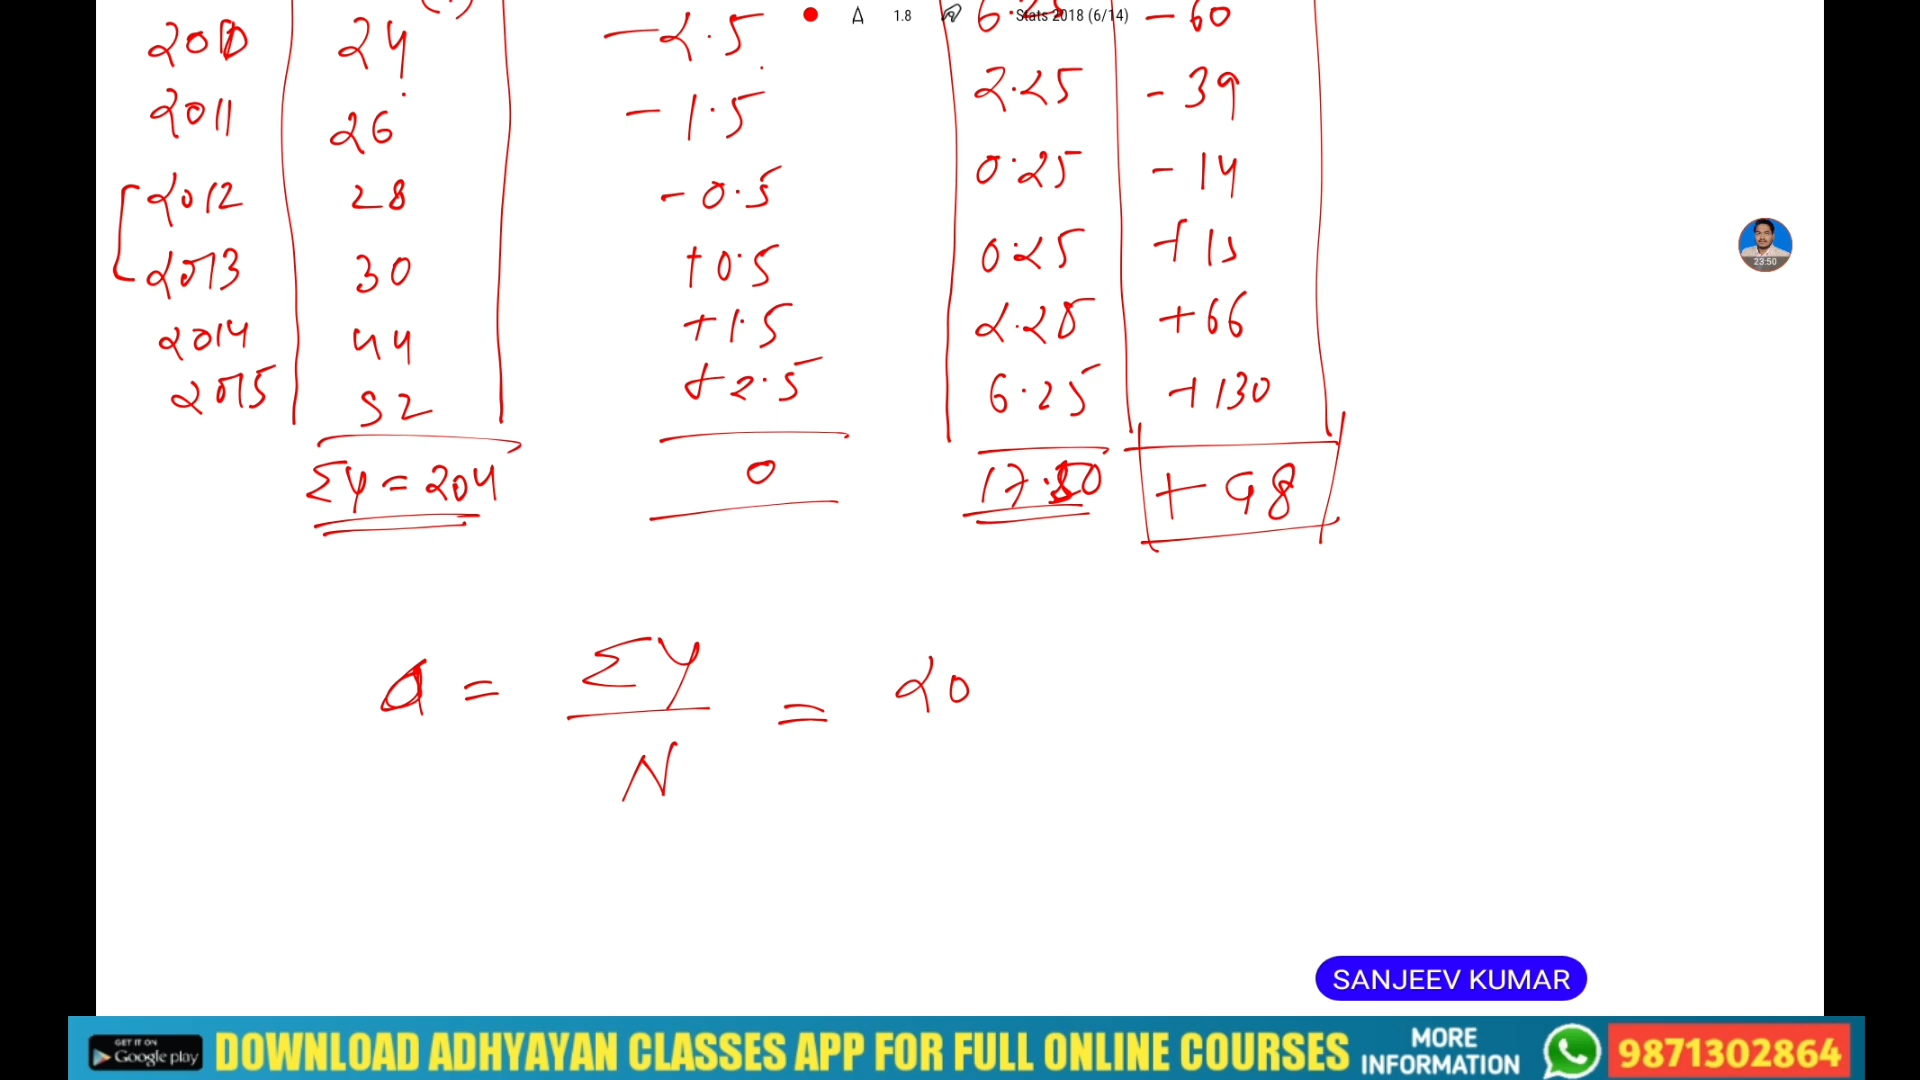 1.8 Stats 2018 (6/14)
2010 24 -2.5 6.25 -60
2011 26 -1.5 2.25 -39
2012 28 -0.5 0.25 -14
2013 30 +0.5 0.25 +15
2014 44 +1.5 2.25 +66
2015 52 +2.5 6.25 +130
ΣY = 204 0 17.50 +98
a = ΣY / N = 20
23:50
SANJEEV KUMAR
GET IT ON
Google play
DOWNLOAD ADHYAYAN CLASSES APP FOR FULL ONLINE COURSES
MORE
INFORMATION
9871302864